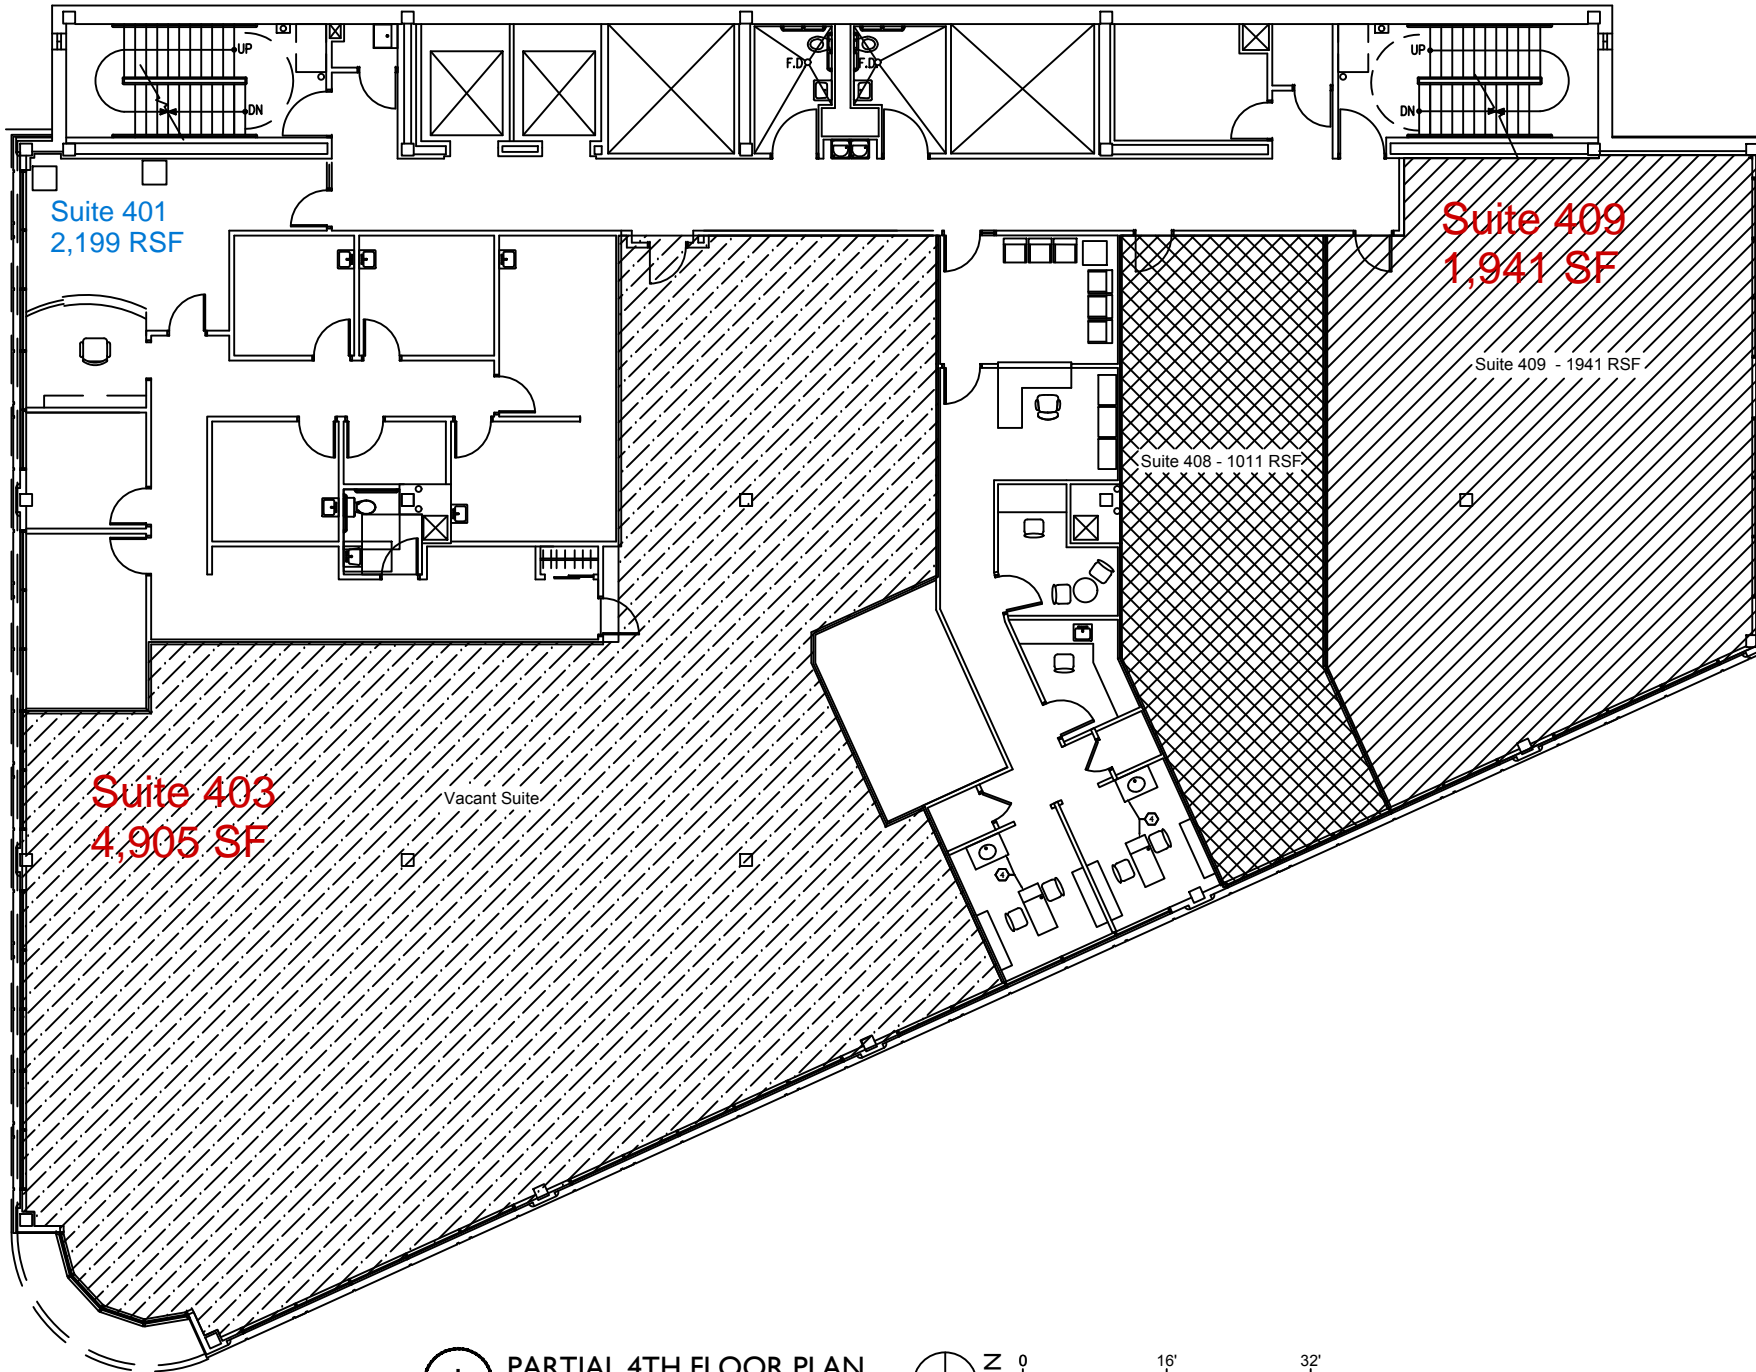 UP
DN
F.D.
F.D.
UP
DN
Suite 401
2,199 RSF
Suite 409
1,941 SF
Suite 409 - 1941 RSF
Suite 408 - 1011 RSF
Suite 403
4,905 SF
Vacant Suite
PARTIAL 4TH FLOOR PLAN
N
0
16'
32'